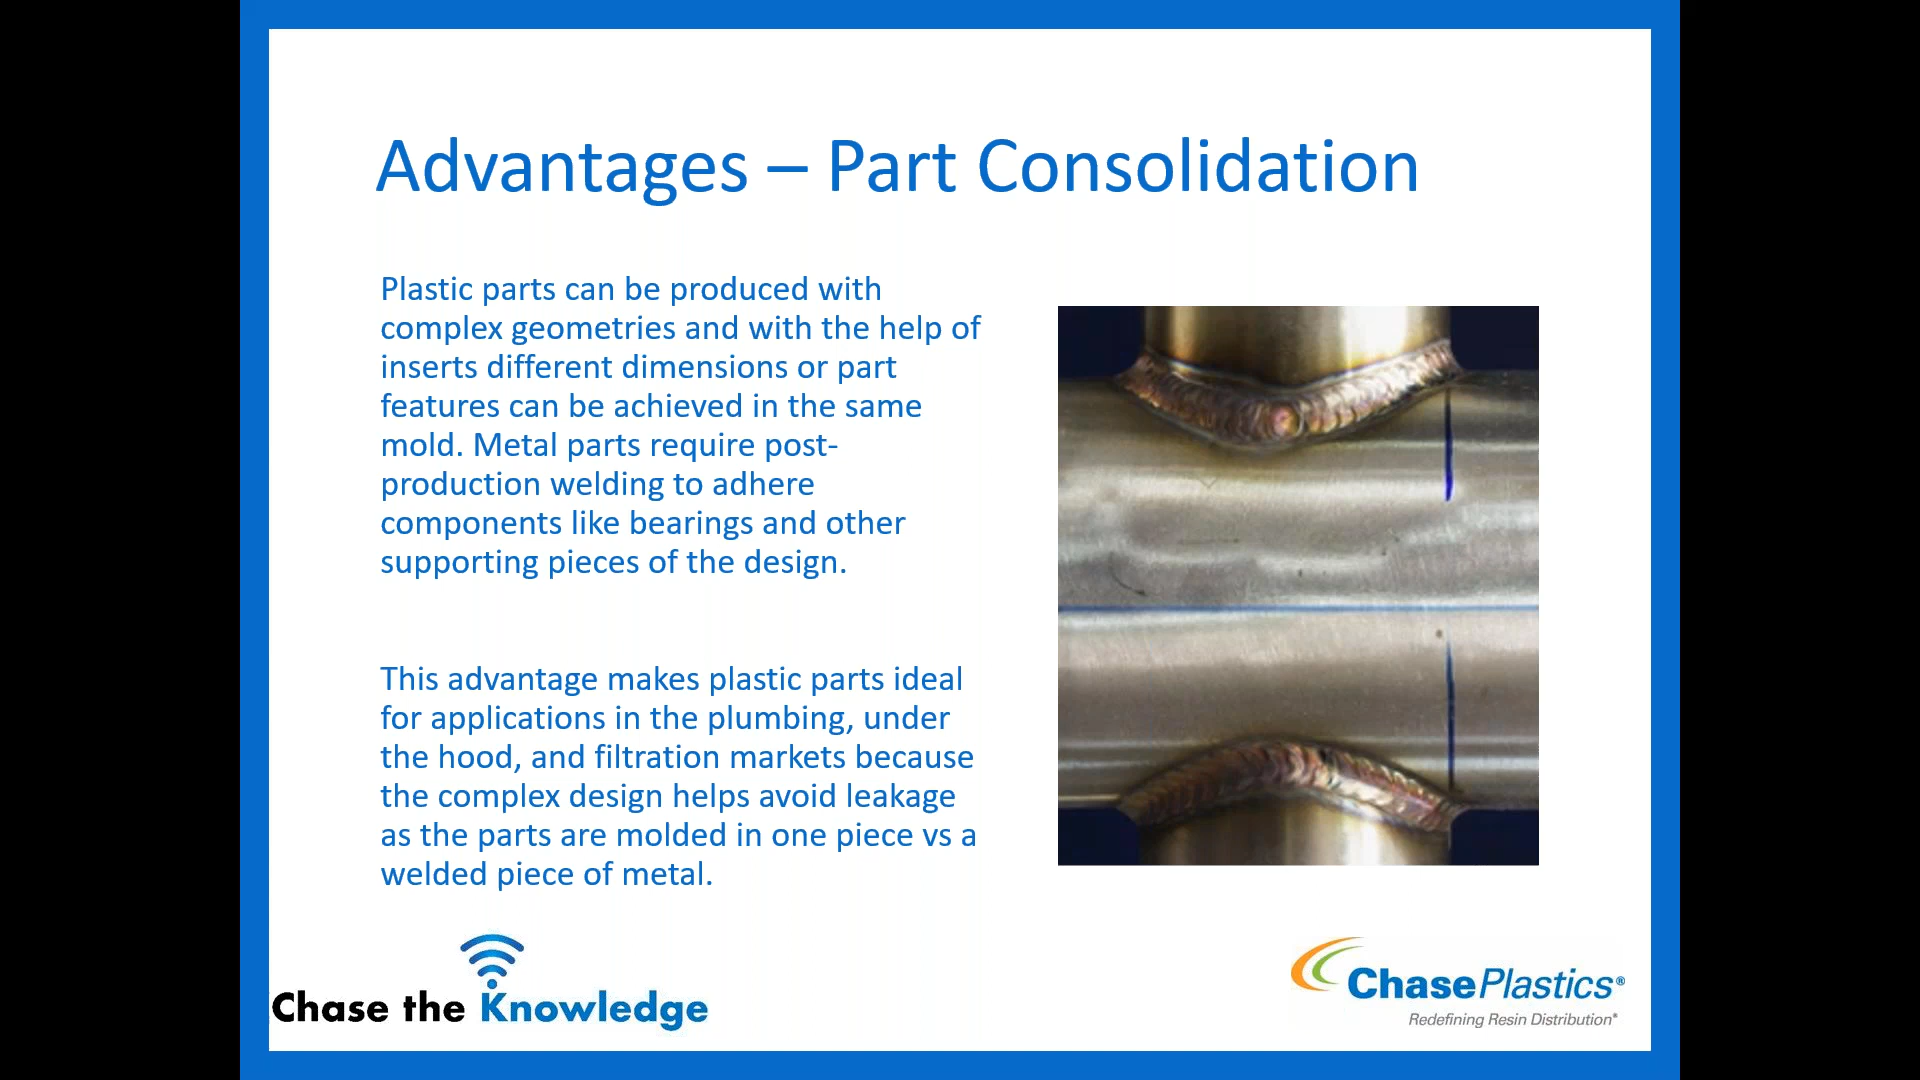 Advantages – Part Consolidation
Plastic parts can be produced with
complex geometries and with the help of
inserts different dimensions or part
features can be achieved in the same
mold. Metal parts require post-
production welding to adhere
components like bearings and other
supporting pieces of the design.
This advantage makes plastic parts ideal
for applications in the plumbing, under
the hood, and filtration markets because
the complex design helps avoid leakage
as the parts are molded in one piece vs a
welded piece of metal.
Chase the Knowledge
ChasePlastics®
Redefining Resin Distribution®